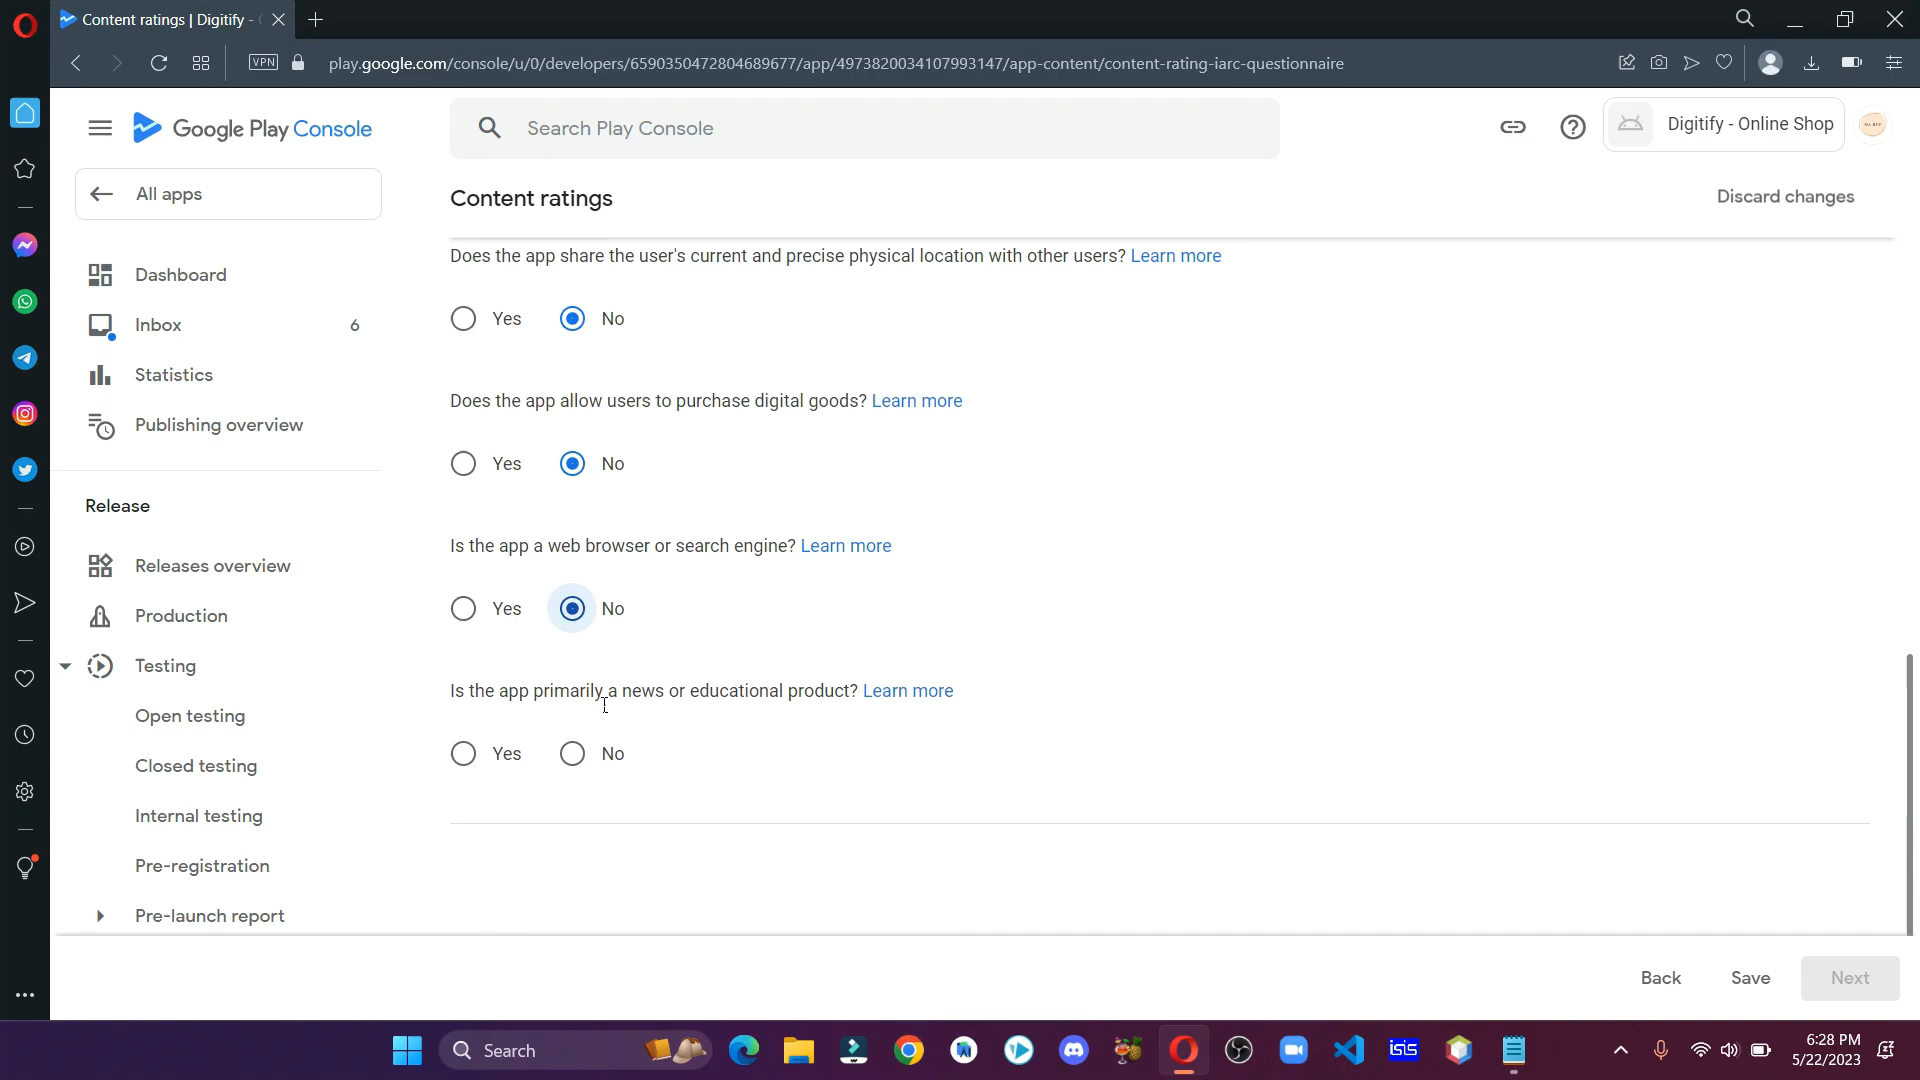 Content ratings | Digitify -
VPN
play.google.com/console/u/0/developers/6590350472804689677/app/4973820034107993147/app-content/content-rating-iarc-questionnaire
Google Play Console
Search Play Console
Digitify - Online Shop
All apps
Content ratings
Discard changes
Dashboard
Inbox
6
Statistics
Publishing overview
Release
Releases overview
Production
Testing
Open testing
Closed testing
Internal testing
Pre-registration
Pre-launch report
Does the app share the user's current and precise physical location with other users? Learn more
Yes
No
Does the app allow users to purchase digital goods? Learn more
Yes
No
Is the app a web browser or search engine? Learn more
Yes
No
Is the app primarily a news or educational product? Learn more
Yes
No
Back
Save
Next
Search
isis
6:28 PM
5/22/2023